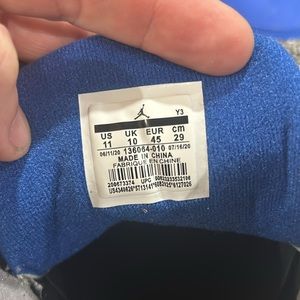 Y3
US UK EUR cm
11 10 45 29
06/11/20 136064-010 07/16/20
MADE IN CHINA
FABRIQUE EN CHINE
UPC